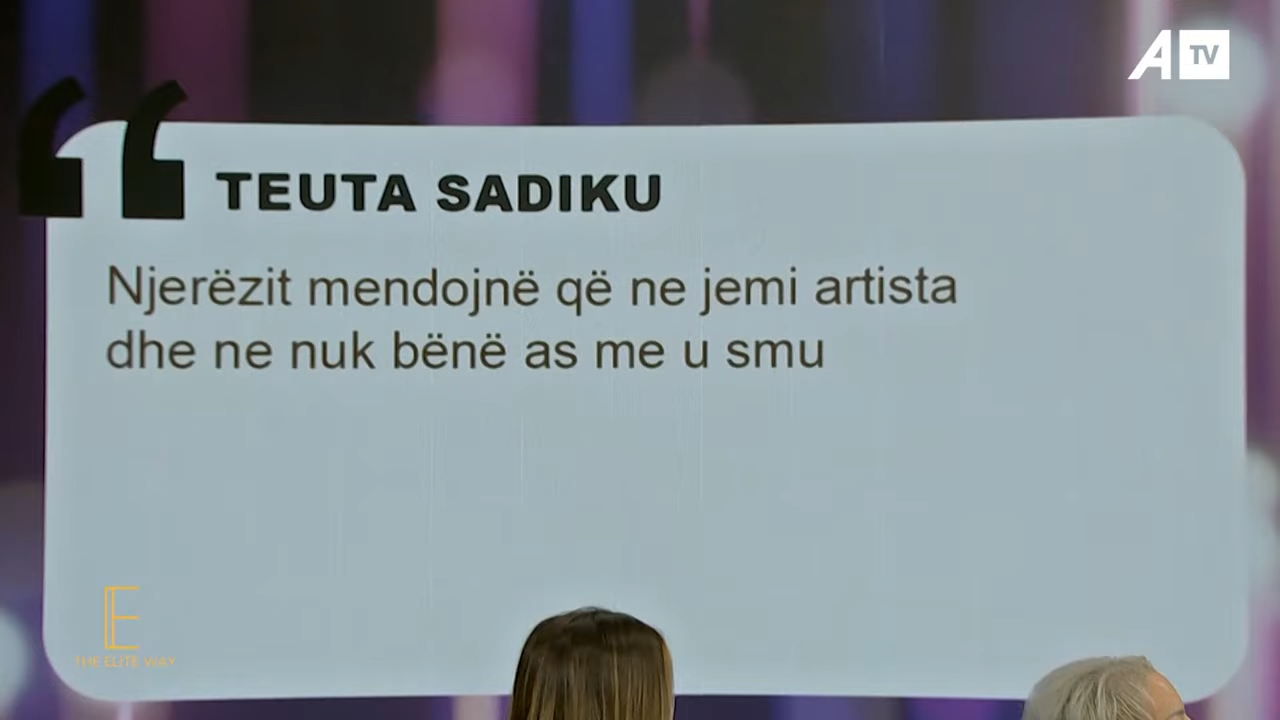 A TV
TEUTA SADIKU
Njerëzit mendojnë që ne jemi artista
dhe ne nuk bënë as me u smu
E
THE ELITE WAY